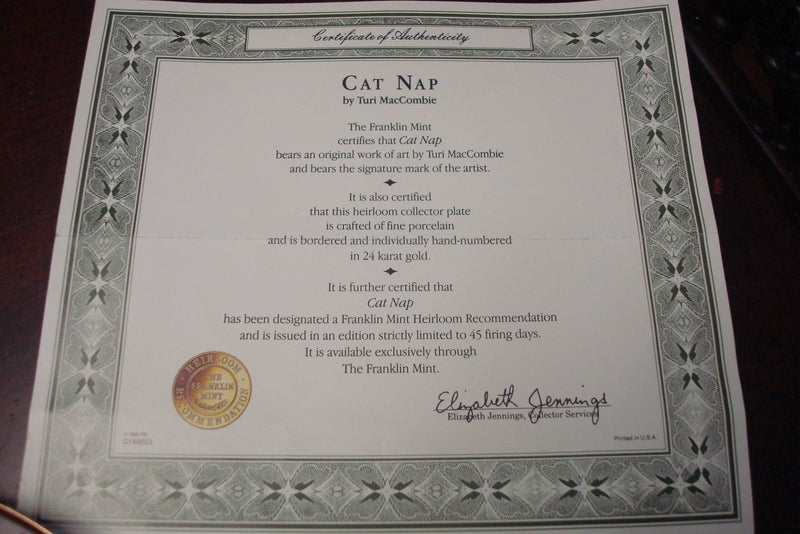 Certificate of Authenticity
CAT NAP
by Turi MacCombie
The Franklin Mint
certifies that Cat Nap
bears an original work of art by Turi MacCombie
and bears the signature mark of the artist.
It is also certified
that this heirloom collector plate
is crafted of fine porcelain
and is bordered and individually hand-numbered
in 24 karat gold.
It is further certified that
Cat Nap
has been designated a Franklin Mint Heirloom Recommendation
and is issued in an edition strictly limited to 45 firing days.
It is available exclusively through
The Franklin Mint.
HEIRLOOM
THE
FRANKLIN
MINT
RECOMMENDATION
Elizabeth Jennings
Elizabeth Jennings, Collector Services
Printed in U.S.A.